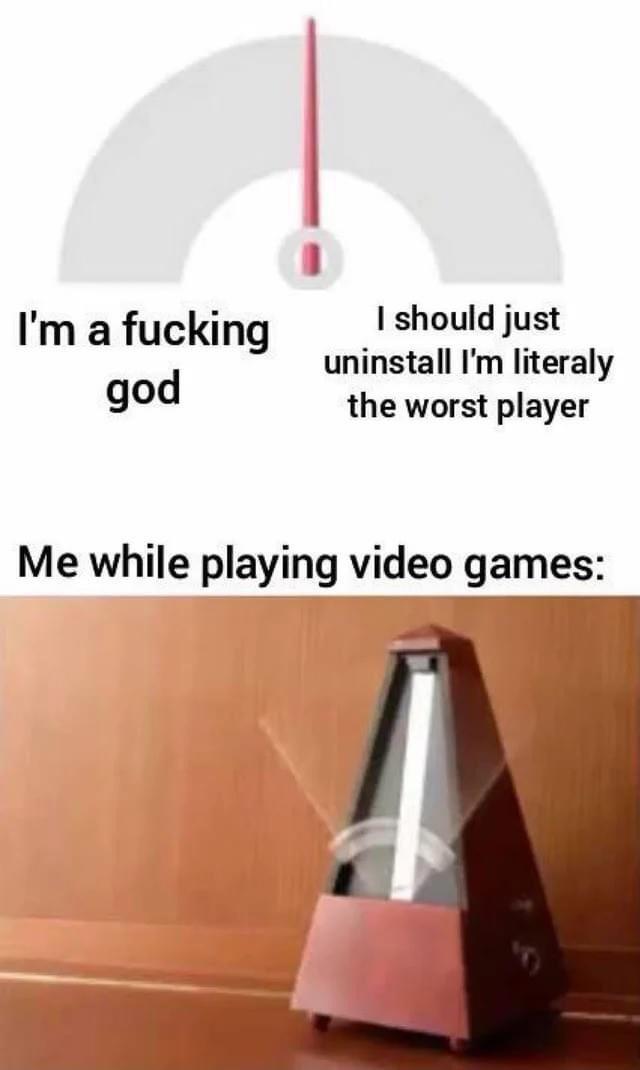 I'm a fucking
god
I should just
uninstall I'm literaly
the worst player
Me while playing video games: